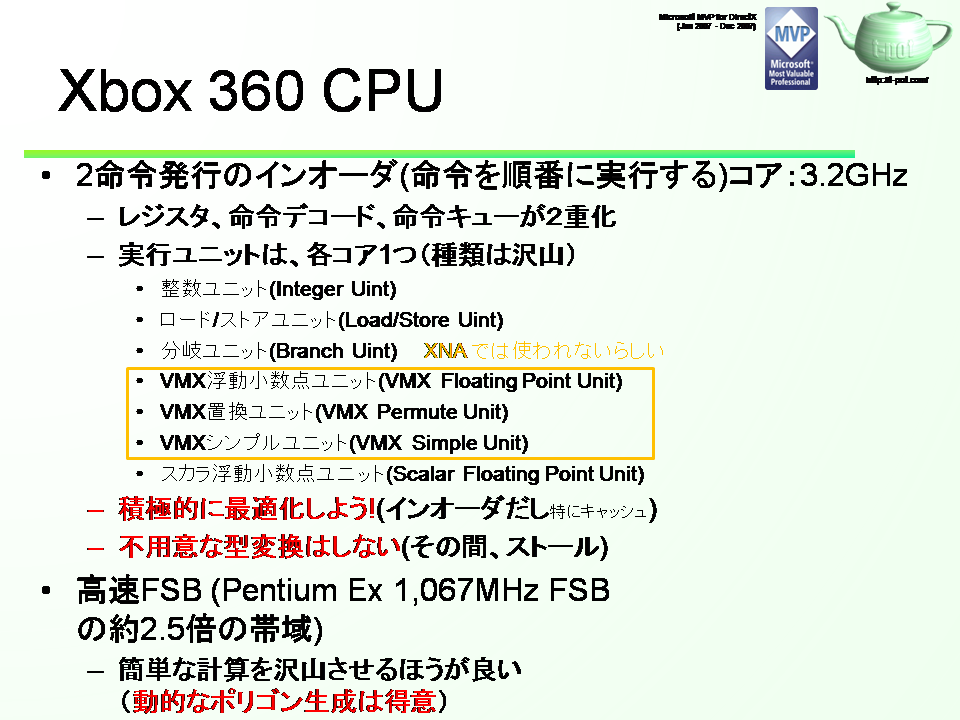 Microsoft MVP for DirectX
(Jan 2007 - Dec 2007)
MVP
Microsoft®
Most Valuable
Professional
t-pot
http://t-pot.com/
Xbox 360 CPU
• 2命令発行のインオーダ(命令を順番に実行する)コア：3.2GHz
– レジスタ、命令デコード、命令キューが２重化
– 実行ユニットは、各コア1つ（種類は沢山）
• 整数ユニット(Integer Uint)
• ロード/ストアユニット(Load/Store Uint)
• 分岐ユニット(Branch Uint) XNAでは使われないらしい
• VMX浮動小数点ユニット(VMX Floating Point Unit)
• VMX置換ユニット(VMX Permute Unit)
• VMXシンプルユニット(VMX Simple Unit)
• スカラ浮動小数点ユニット(Scalar Floating Point Unit)
– 積極的に最適化しよう!(インオーダだし特にキャッシュ)
– 不用意な型変換はしない(その間、ストール)
• 高速FSB (Pentium Ex 1,067MHz FSB
の約2.5倍の帯域)
– 簡単な計算を沢山させるほうが良い
（動的なポリゴン生成は得意）